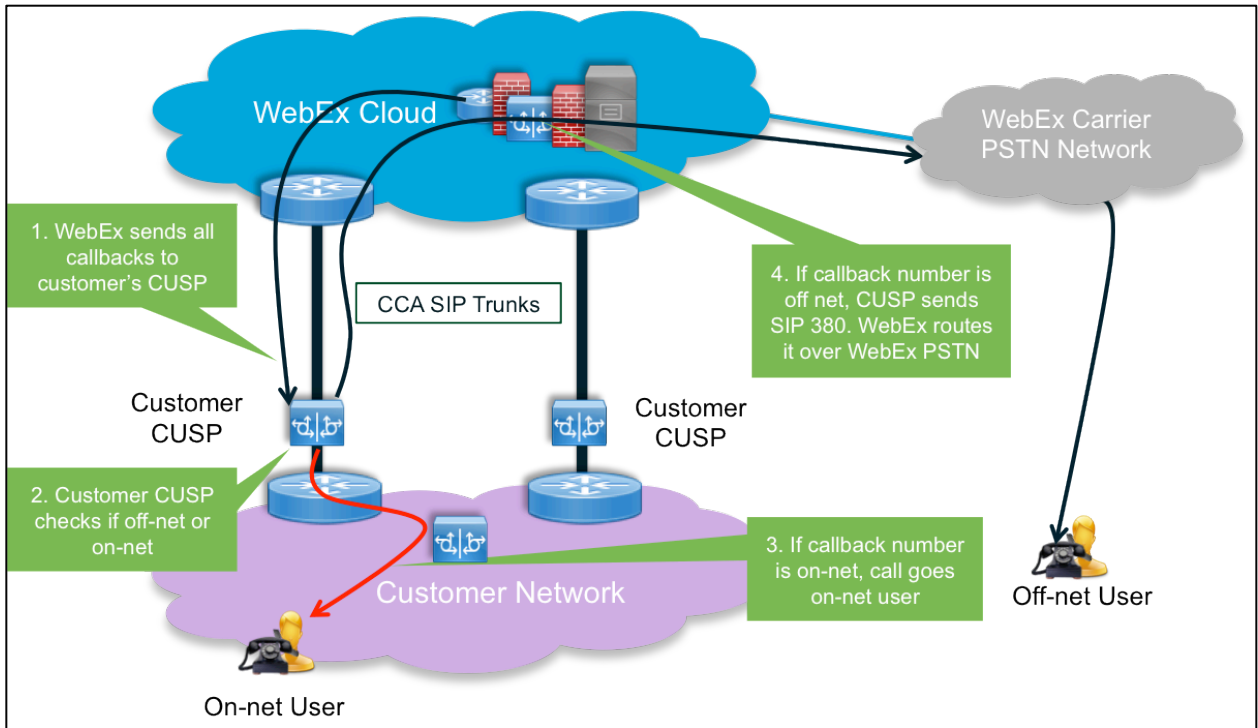 WebEx Cloud
WebEx Carrier
PSTN Network
1. WebEx sends all
callbacks to
customer’s CUSP
CCA SIP Trunks
4. If callback number is
off net, CUSP sends
SIP 380. WebEx routes
it over WebEx PSTN
Customer
CUSP
Customer
CUSP
2. Customer CUSP
checks if off-net or
on-net
3. If callback number
is on-net, call goes
on-net user
Customer Network
Off-net User
On-net User